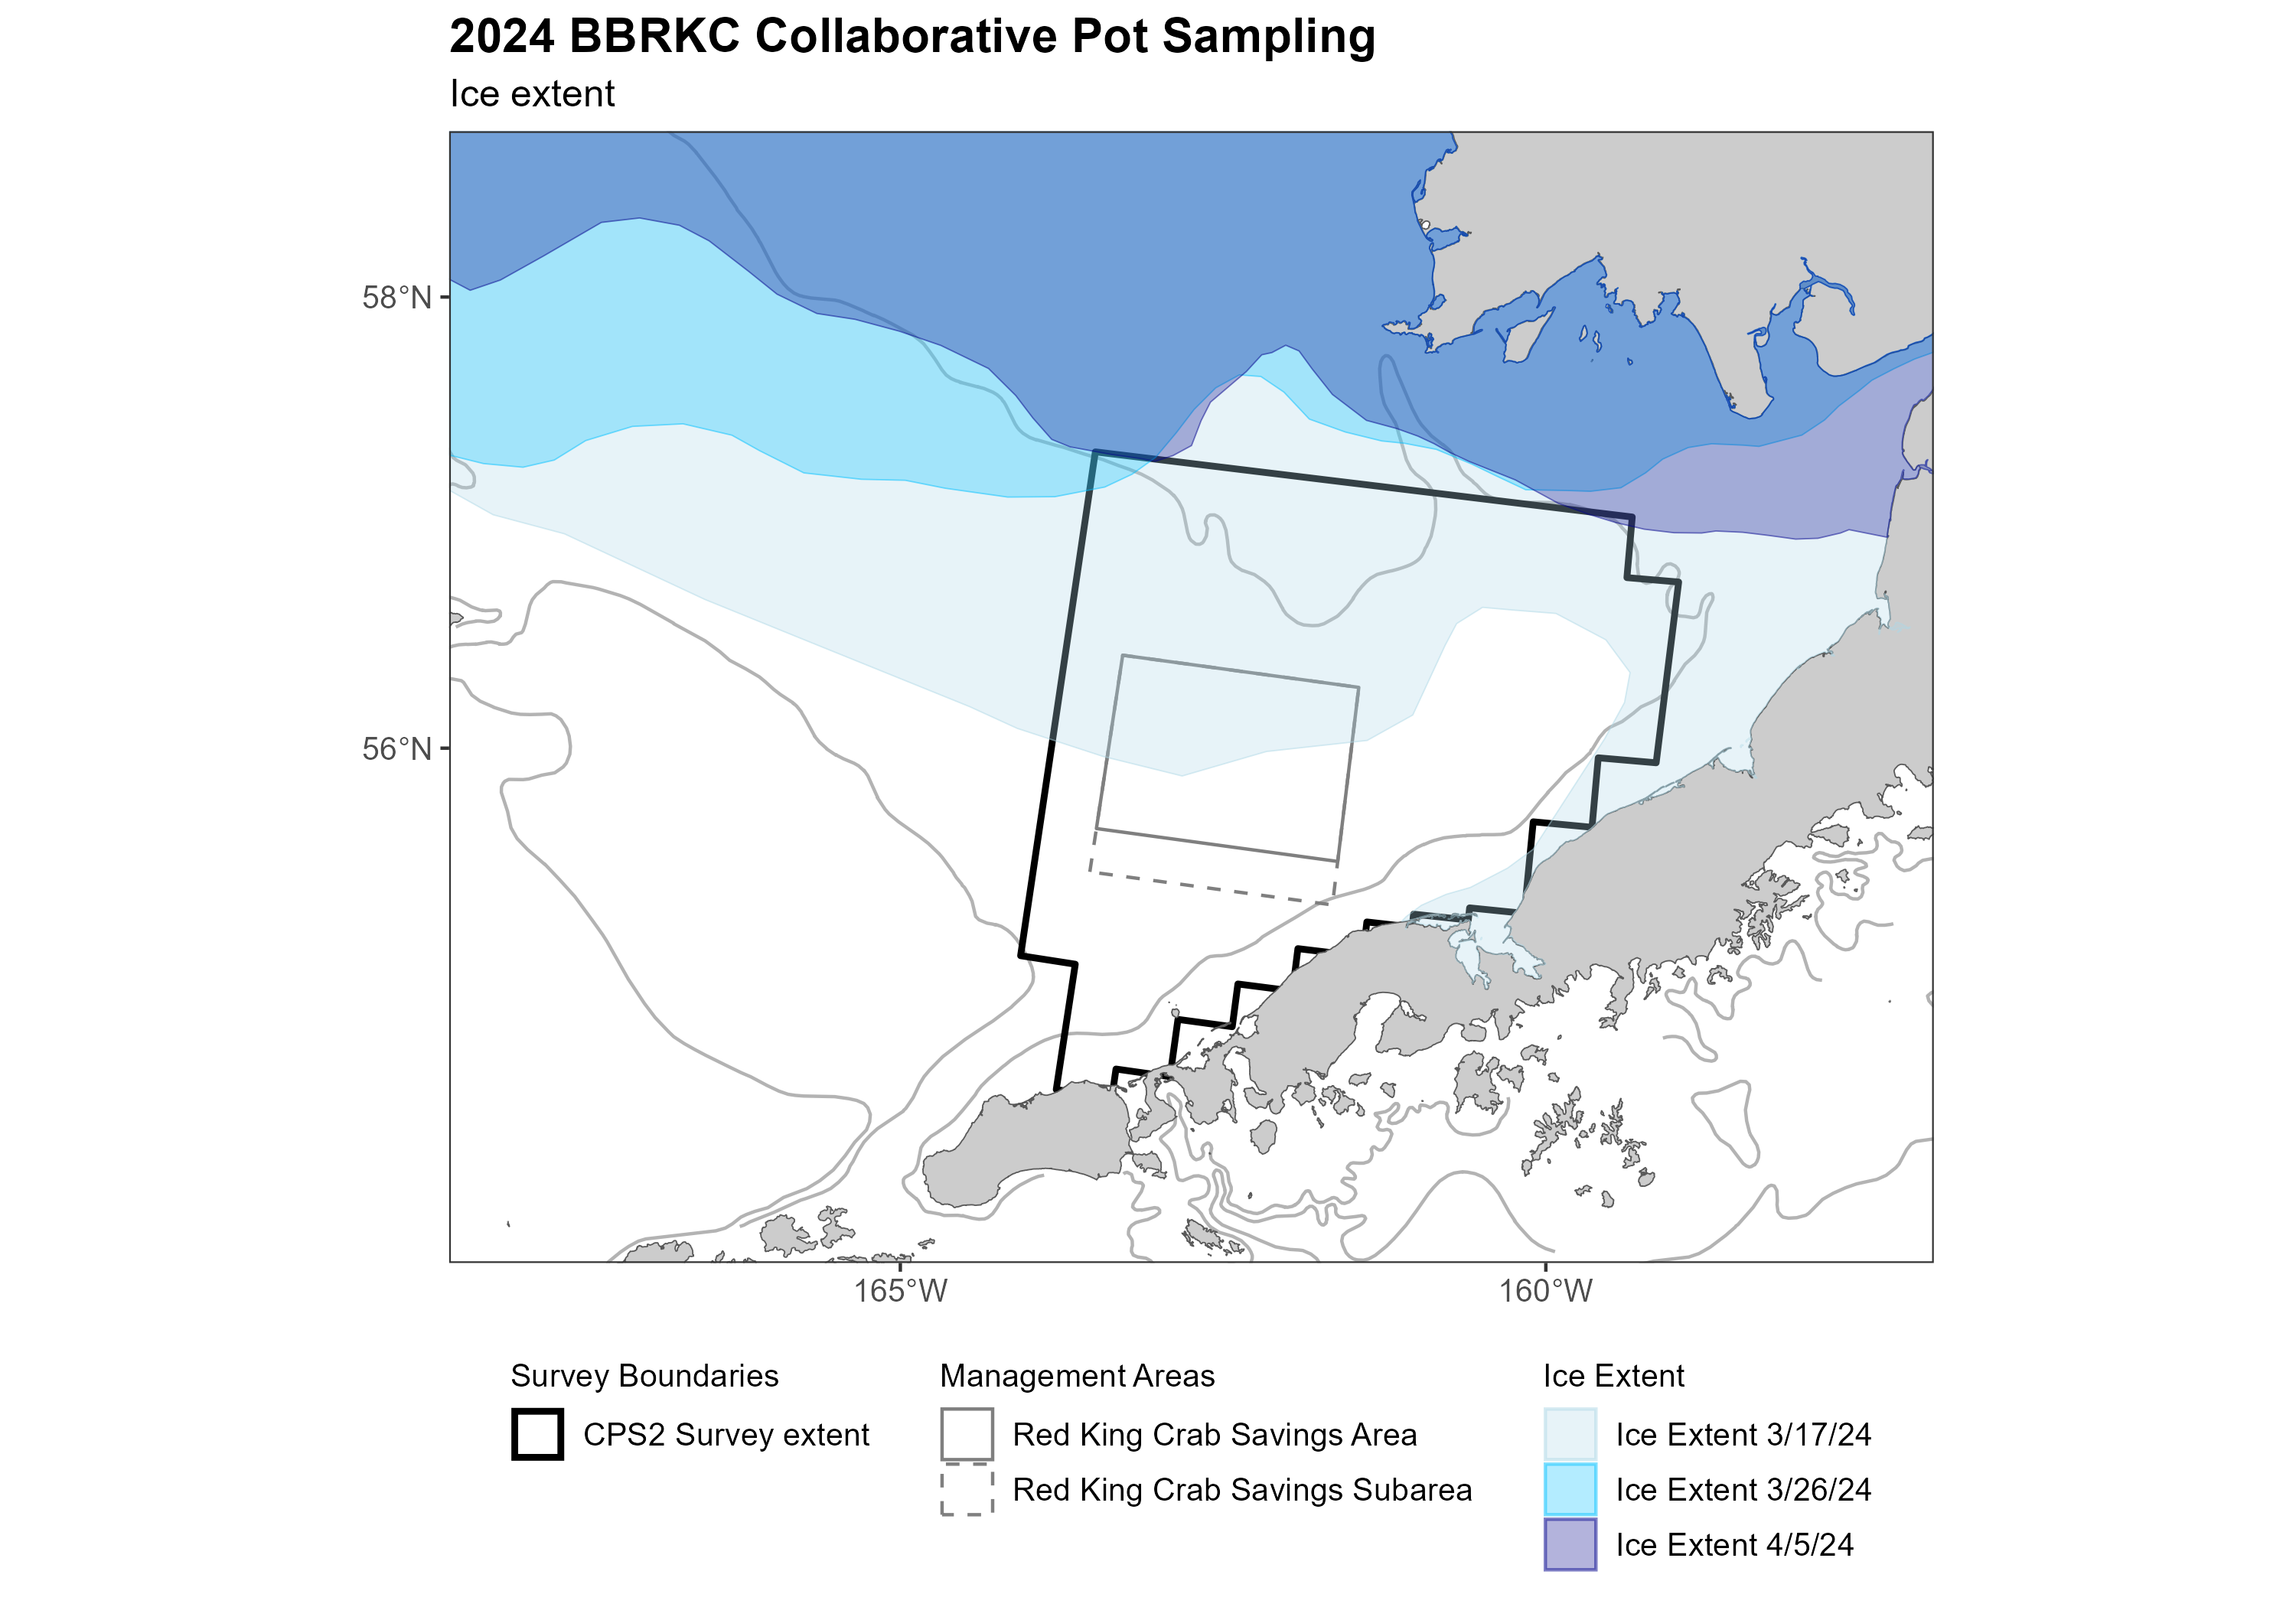 2024 BBRKC Collaborative Pot Sampling
Ice extent
58°N
56°N
165°W
160°W
Survey Boundaries
CPS2 Survey extent
Management Areas
Red King Crab Savings Area
Red King Crab Savings Subarea
Ice Extent
Ice Extent 3/17/24
Ice Extent 3/26/24
Ice Extent 4/5/24